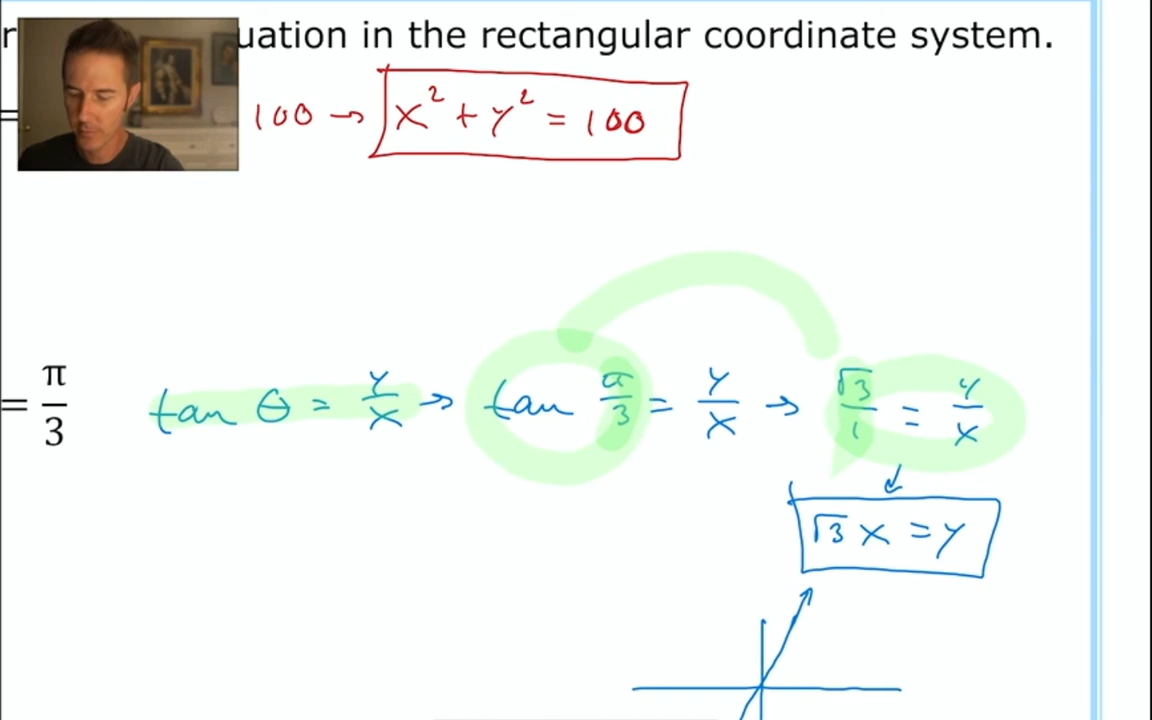 r uation in the rectangular coordinate system.
= 100 → x² + y² = 100
= π/3 tan θ = y/x → tan π/3 = y/x → √3/1 = y/x
√3 x = y